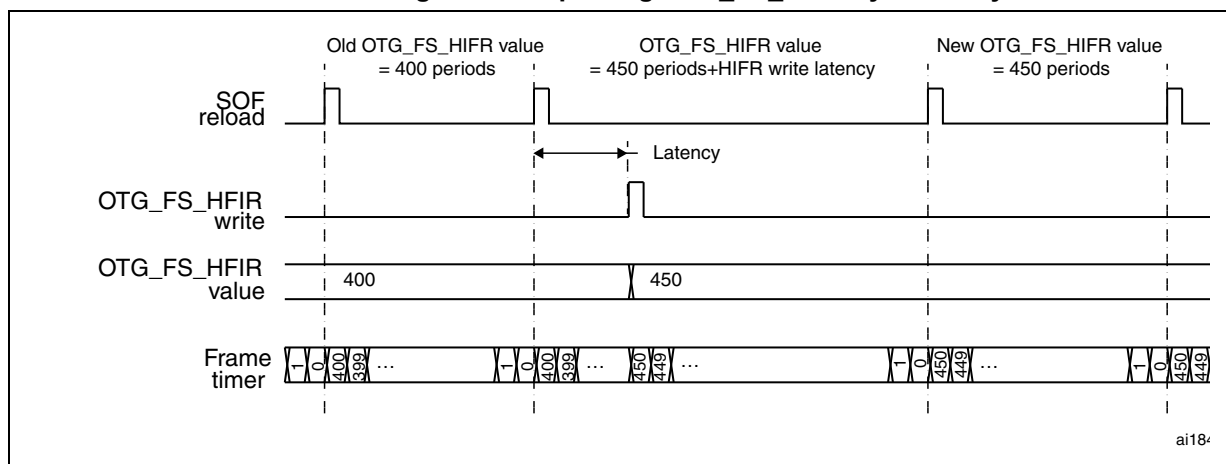 Old OTG_FS_HIFR value
= 400 periods
OTG_FS_HIFR value
= 450 periods+HIFR write latency
New OTG_FS_HIFR value
= 450 periods
SOF
reload
Latency
OTG_FS_HFIR
write
OTG_FS_HFIR
value
400
450
Frame
timer
1 0 400 399 ... 1 0 400 399 ... 450 449 ... 1 0 450 449 ... 1 0 450 449
ai184